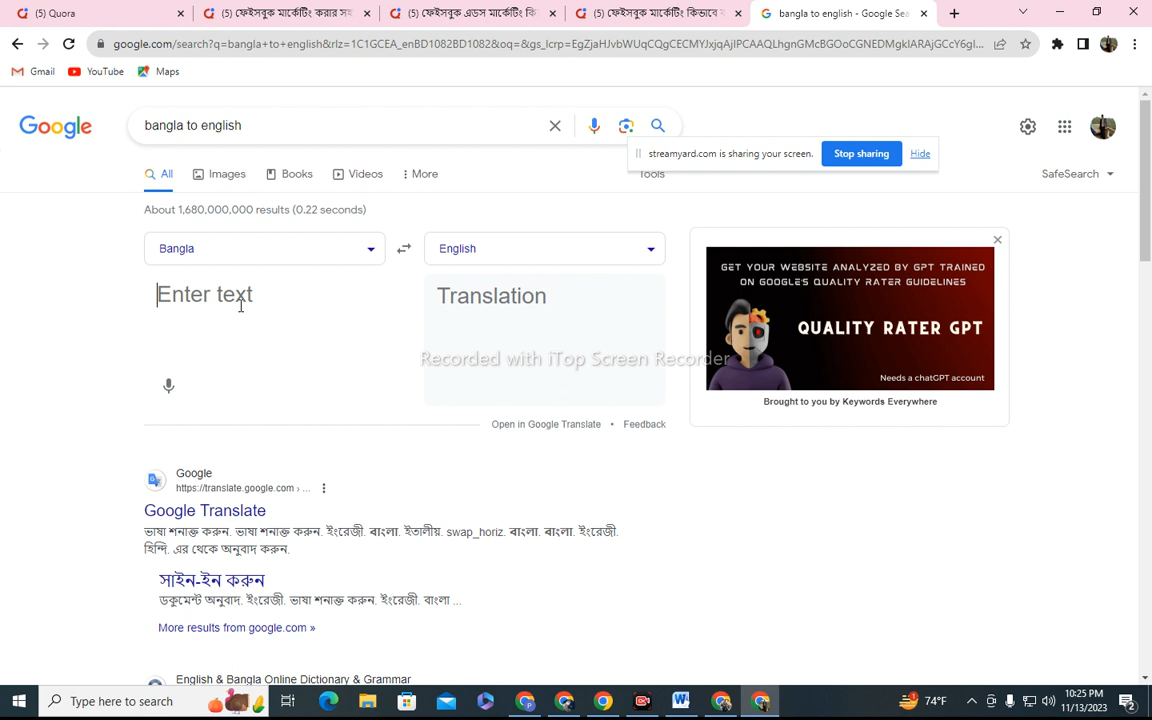 (5) Quora
(5) ফেইসবুক মার্কেটিং করার সহ
(5) ফেইসবুক এডস মার্কেটিং কি
(5) ফেইসবুক মার্কেটিং কিভাবে ক
bangla to english - Google Sea
google.com/search?q=bangla+to+english&rlz=1C1GCEA_enBD1082BD1082&oq=&gs_lcrp=EgZjaHJvbWUqCQgCECMYJxjqAjIPCAAQLhgnGMcBGOoCGNEDMgkIARAjGCcY6gI...
Gmail
YouTube
Maps
Google
bangla to english
streamyard.com is sharing your screen.
Stop sharing
Hide
All
Images
Books
Videos
More
Tools
SafeSearch
About 1,680,000,000 results (0.22 seconds)
Bangla
English
Enter text
Translation
GET YOUR WEBSITE ANALYZED BY GPT TRAINED
ON GOOGLE'S QUALITY RATER GUIDELINES
QUALITY RATER GPT
Needs a chatGPT account
Brought to you by Keywords Everywhere
Recorded with iTop Screen Recorder
Open in Google Translate • Feedback
Google
https://translate.google.com › ...
Google Translate
ভাষা শনাক্ত করুন. ভাষা শনাক্ত করুন. ইংরেজী. বাংলা. ইতালীয়. swap_horiz. বাংলা. বাংলা. ইংরেজী.
হিন্দি. এর থেকে অনুবাদ করুন.
সাইন-ইন করুন
ডকুমেন্ট অনুবাদ. ইংরেজী. ভাষা শনাক্ত করুন. ইংরেজী. বাংলা ...
More results from google.com »
English & Bangla Online Dictionary & Grammar
Type here to search
74°F
10:25 PM
11/13/2023
2